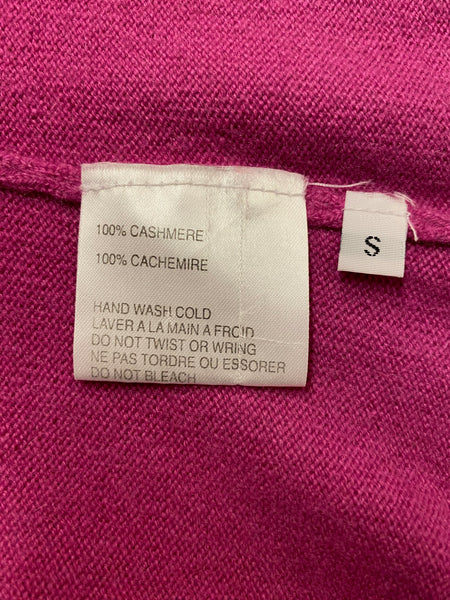 100% CASHMERE
100% CACHEMIRE
HAND WASH COLD
LAVER A LA MAIN A FROID
DO NOT TWIST OR WRING
NE PAS TORDRE OU ESSORER
DO NOT BLEACH
S